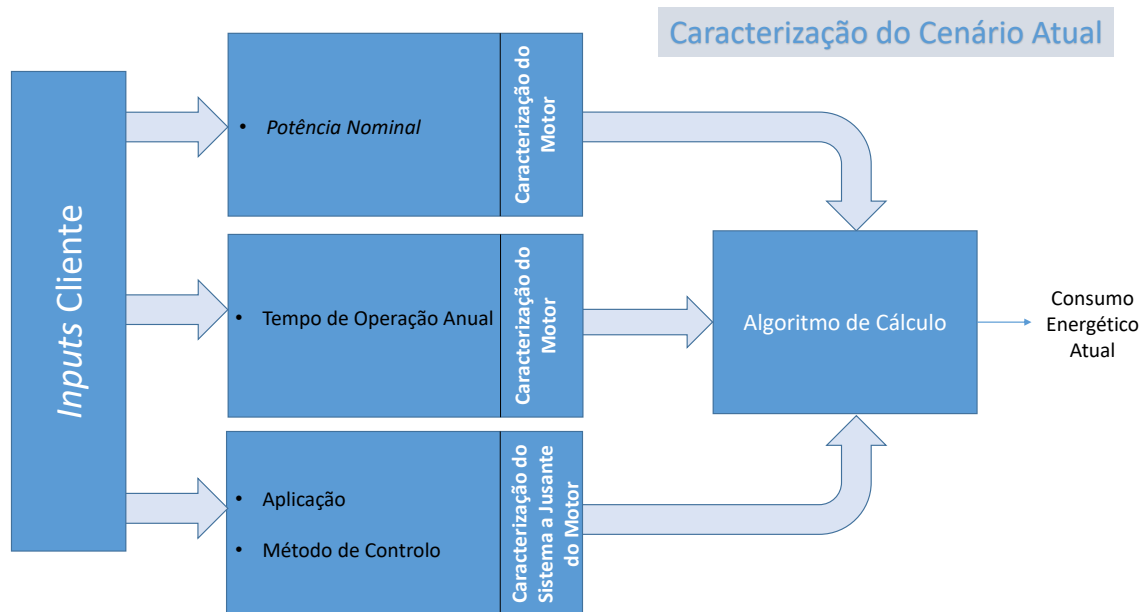 Caracterização do Cenário Atual
Inputs Cliente
• Potência Nominal
Caracterização do
Motor
• Tempo de Operação Anual
Caracterização do
Motor
• Aplicação
• Método de Controlo
Caracterização do
Sistema a Jusante
do Motor
Algoritmo de Cálculo
Consumo
Energético
Atual